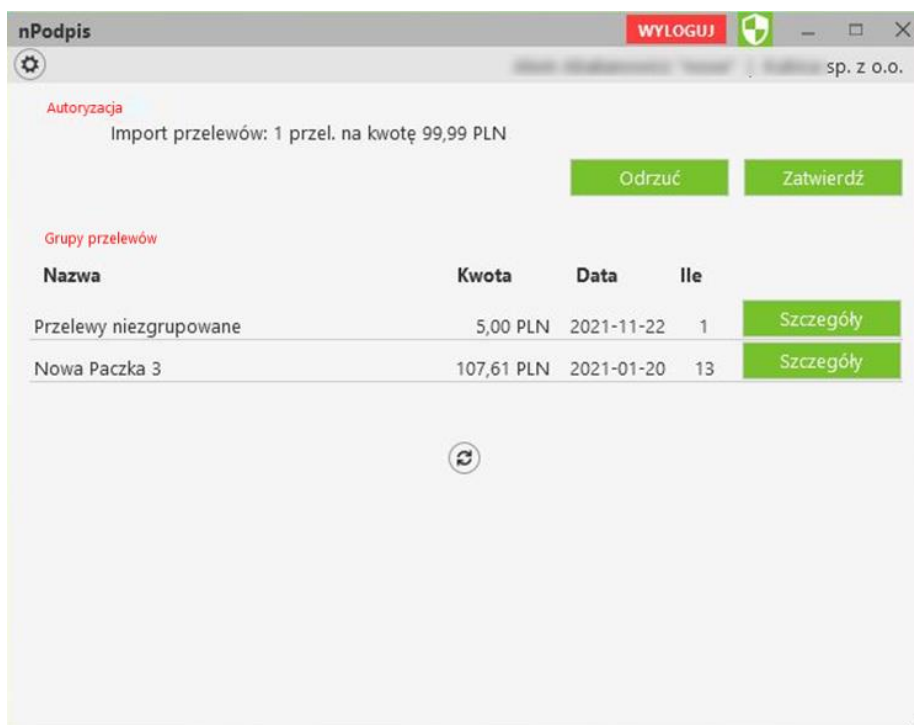 nPodpis WYLOGUJ
sp. z o.o.
Autoryzacja
Import przelewów: 1 przel. na kwotę 99,99 PLN
Odrzuć Zatwierdź
Grupy przelewów
Nazwa Kwota Data Ile
Przelewy niezgrupowane 5,00 PLN 2021-11-22 1 Szczegóły
Nowa Paczka 3 107,61 PLN 2021-01-20 13 Szczegóły